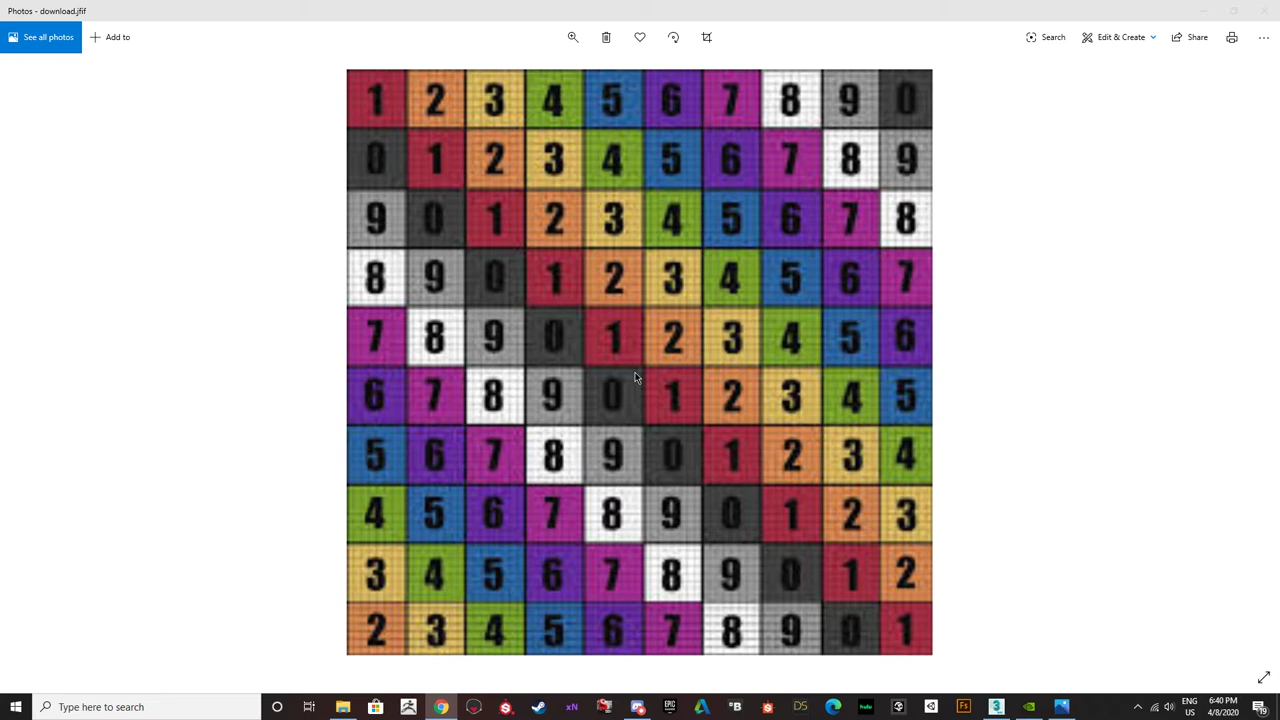 Photos - download.jfif
See all photos
Add to
Search
Edit & Create
Share
1 2 3 4 5 6 7 8 9 0
0 1 2 3 4 5 6 7 8 9
9 0 1 2 3 4 5 6 7 8
8 9 0 1 2 3 4 5 6 7
7 8 9 0 1 2 3 4 5 6
6 7 8 9 0 1 2 3 4 5
5 6 7 8 9 0 1 2 3 4
4 5 6 7 8 9 0 1 2 3
3 4 5 6 7 8 9 0 1 2
2 3 4 5 6 7 8 9 0 1
Type here to search
xN
epic
B
DS
hulu
Fs
3
ENG
US
6:40 PM
4/8/2020